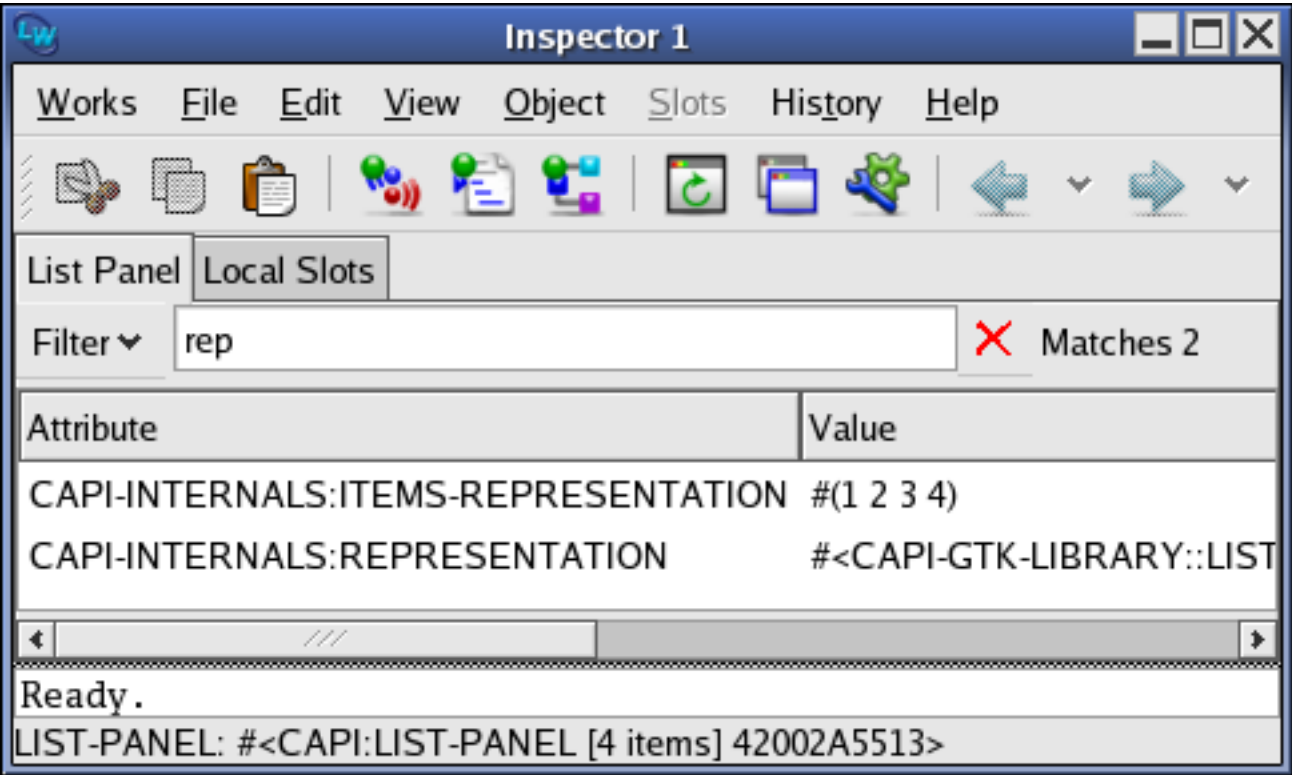 LW
Inspector 1
Works File Edit View Object Slots History Help
List Panel Local Slots
Filter rep Matches 2
Attribute Value
CAPI-INTERNALS:ITEMS-REPRESENTATION #(1 2 3 4)
CAPI-INTERNALS:REPRESENTATION #<CAPI-GTK-LIBRARY::LIST
Ready.
LIST-PANEL: #<CAPI:LIST-PANEL [4 items] 42002A5513>